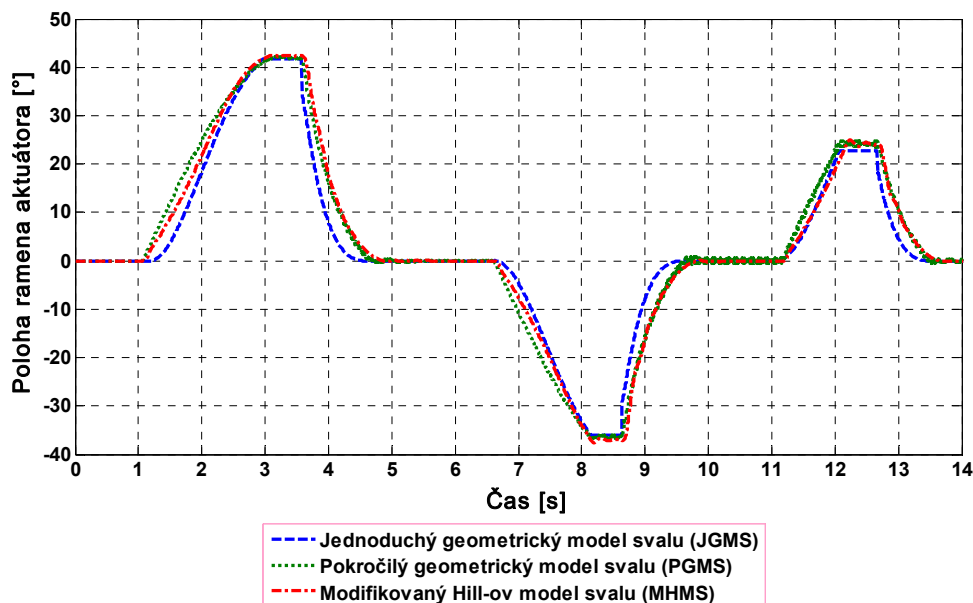 50
40
30
20
10
0
-10
-20
-30
-40
Poloha ramena aktuátora [°]
0 1 2 3 4 5 6 7 8 9 10 11 12 13 14
Čas [s]
Jednoduchý geometrický model svalu (JGMS)
Pokročilý geometrický model svalu (PGMS)
Modifikovaný Hill-ov model svalu (MHMS)